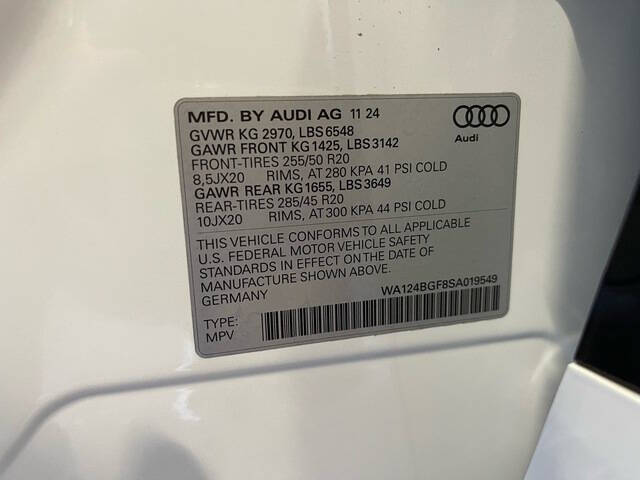 MFD. BY AUDI AG 11 24
GVWR KG 2970, LBS 6548
GAWR FRONT KG 1425, LBS 3142
FRONT-TIRES 255/50 R20
8,5JX20 RIMS, AT 280 KPA 41 PSI COLD
GAWR REAR KG 1655, LBS 3649
REAR-TIRES 285/45 R20
10JX20 RIMS, AT 300 KPA 44 PSI COLD
Audi
THIS VEHICLE CONFORMS TO ALL APPLICABLE
U.S. FEDERAL MOTOR VEHICLE SAFETY
STANDARDS IN EFFECT ON THE DATE OF
MANUFACTURE SHOWN ABOVE.
GERMANY
WA124BGF8SA019549
TYPE:
MPV